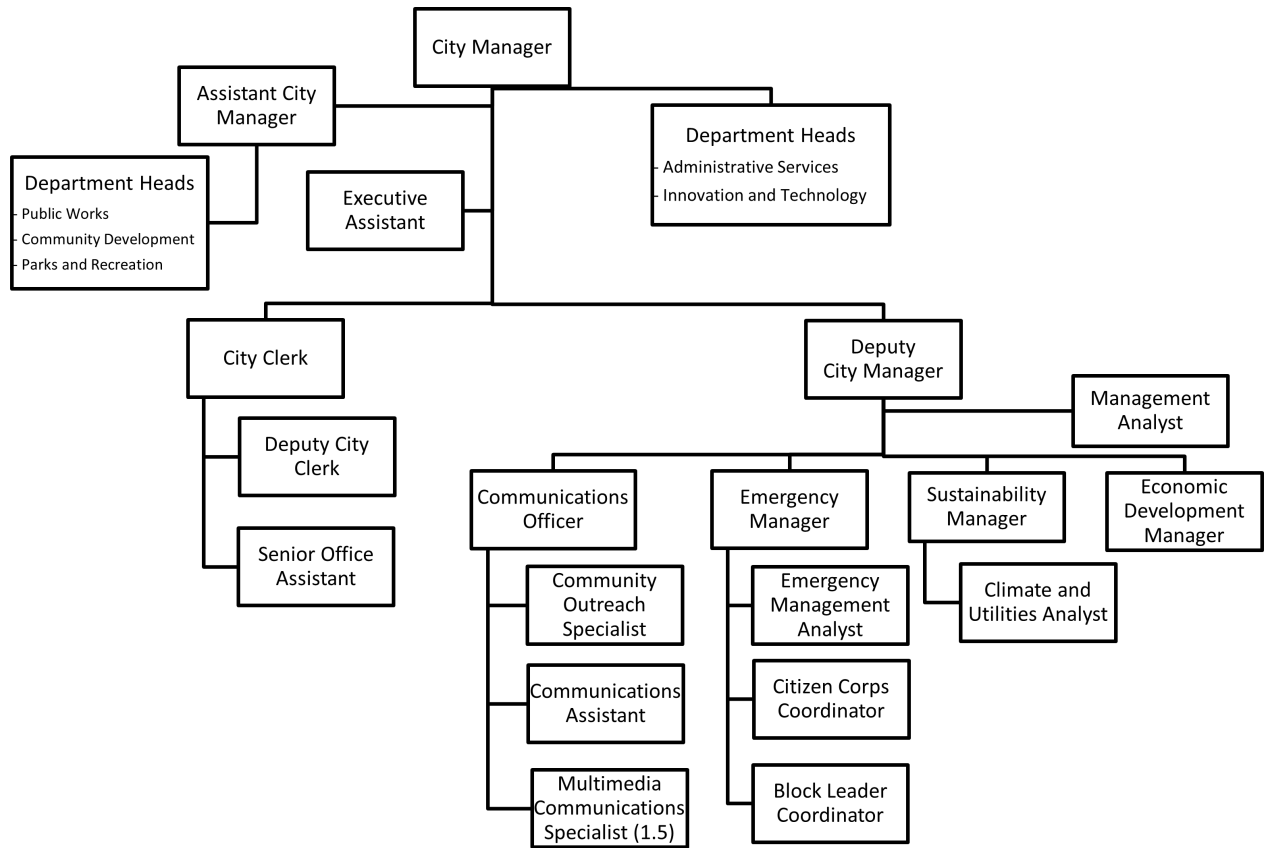 City Manager
Assistant City
Manager
Department Heads
- Administrative Services
- Innovation and Technology
Department Heads
- Public Works
- Community Development
- Parks and Recreation
Executive
Assistant
City Clerk
Deputy City
Clerk
Senior Office
Assistant
Deputy
City Manager
Management
Analyst
Communications
Officer
Community
Outreach
Specialist
Communications
Assistant
Multimedia
Communications
Specialist (1.5)
Emergency
Manager
Emergency
Management
Analyst
Citizen Corps
Coordinator
Block Leader
Coordinator
Sustainability
Manager
Climate and
Utilities Analyst
Economic
Development
Manager